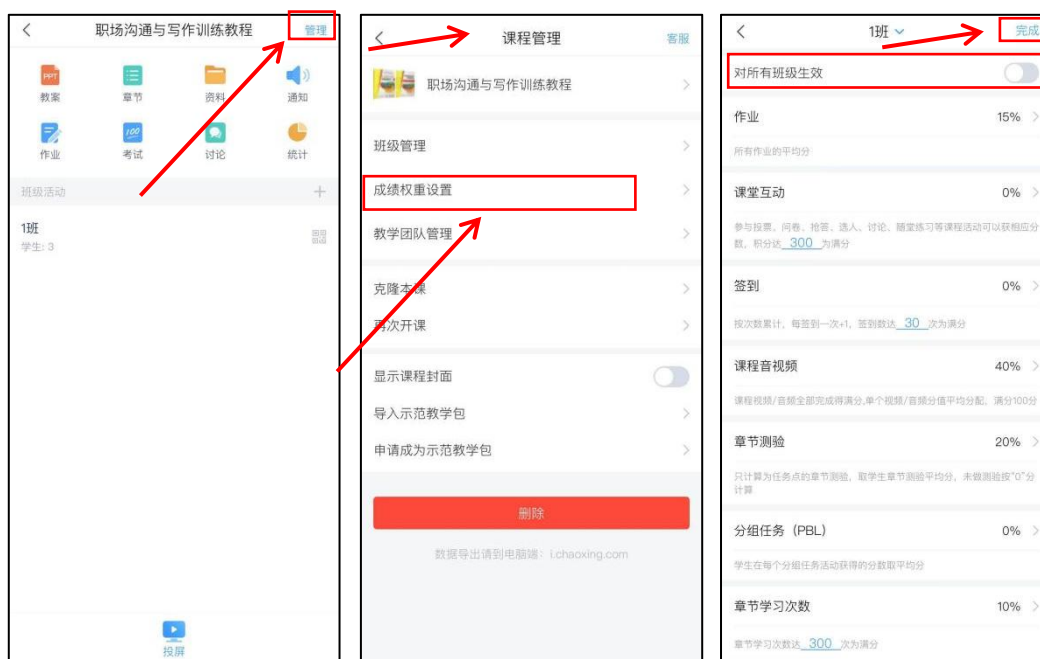 职场沟通与写作训练教程
管理
PPT
教案
章节
资料
通知
作业
100
考试
讨论
统计
班级活动
1班
学生: 3
投屏
课程管理
客服
职场沟通与写作训练教程
班级管理
成绩权重设置
教学团队管理
克隆本课
再次开课
显示课程封面
导入示范教学包
申请成为示范教学包
删除
数据导出请到电脑端：i.chaoxing.com
1班
完成
对所有班级生效
作业 15%
所有作业的平均分
课堂互动 0%
参与投票、问卷、抢答、选人、讨论、随堂练习等课程活动可以获相应分
数，积分达 300 为满分
签到 0%
按次数累计，每签到一次+1，签到数达 30 次为满分
课程音视频 40%
课程视频/音频全部完成得满分,单个视频/音频分值平均分配，满分100分
章节测验 20%
只计算为任务点的章节测验，取学生章节测验平均分，未做测验按"0"分
计算
分组任务（PBL） 0%
学生在每个分组任务活动获得的分数取平均分
章节学习次数 10%
章节学习次数达 300 次为满分